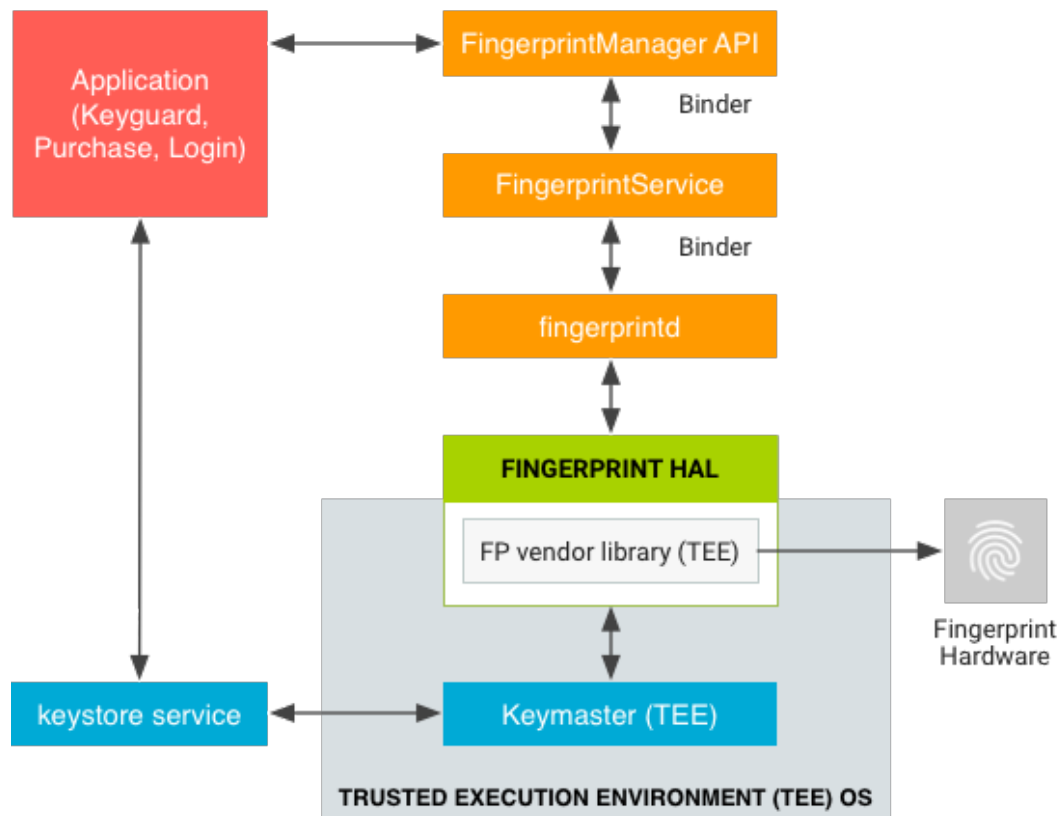 FingerprintManager API
Application
(Keyguard,
Purchase, Login)
Binder
FingerprintService
Binder
fingerprintd
FINGERPRINT HAL
FP vendor library (TEE)
Fingerprint
Hardware
keystore service
Keymaster (TEE)
TRUSTED EXECUTION ENVIRONMENT (TEE) OS